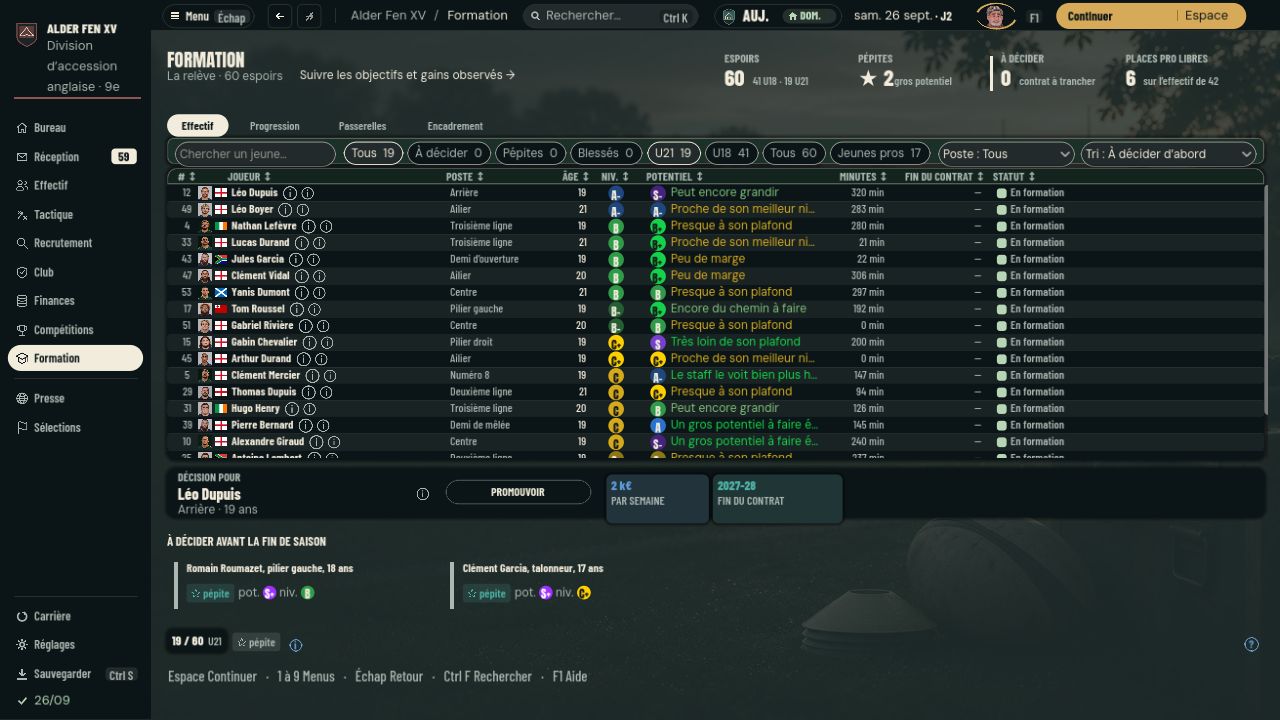 ALDER FEN XV
Division
d'accession
anglaise · 9e
Bureau
Réception 59
Effectif
Tactique
Recrutement
Club
Finances
Compétitions
Formation
Presse
Sélections
Carrière
Réglages
Sauvegarder Ctrl S
26/09
Menu Échap
Alder Fen XV / Formation
Rechercher... Ctrl K
AUJ. DOM.
sam. 26 sept. · J2
F1
Continuer Espace
FORMATION
La relève · 60 espoirs
Suivre les objectifs et gains observés →
ESPOIRS
60 41 U18 · 19 U21
PÉPITES
★ 2 gros potentiel
À DÉCIDER
0 contrat à trancher
PLACES PRO LIBRES
6 sur l'effectif de 42
Effectif Progression Passerelles Encadrement
Chercher un jeune... Tous 19 À décider 0 Pépites 0 Blessés 0 U21 19 U18 41 Tous 60 Jeunes pros 17 Poste : Tous Tri : À décider d'abord
# JOUEUR POSTE ÂGE NIV. POTENTIEL MINUTES FIN DU CONTRAT STATUT
12 Léo Dupuis Arrière 19 A- S- Peut encore grandir 320 min – En formation
49 Léo Boyer Ailier 21 A- A- Proche de son meilleur ni... 283 min – En formation
4 Nathan Lefèvre Troisième ligne 19 B B+ Presque à son plafond 280 min – En formation
33 Lucas Durand Troisième ligne 21 B B+ Proche de son meilleur ni... 21 min – En formation
43 Jules Garcia Demi d'ouverture 19 B B+ Peu de marge 22 min – En formation
47 Clément Vidal Ailier 20 B B+ Peu de marge 306 min – En formation
53 Yanis Dumont Centre 21 B B Presque à son plafond 297 min – En formation
17 Tom Roussel Pilier gauche 19 B- B+ Encore du chemin à faire 192 min – En formation
51 Gabriel Rivière Centre 20 B- B Presque à son plafond 0 min – En formation
15 Gabin Chevalier Pilier droit 19 C+ S Très loin de son plafond 200 min – En formation
45 Arthur Durand Ailier 19 C+ C+ Proche de son meilleur ni... 0 min – En formation
5 Clément Mercier Numéro 8 19 C A- Le staff le voit bien plus h... 147 min – En formation
29 Thomas Dupuis Deuxième ligne 21 C C+ Presque à son plafond 94 min – En formation
31 Hugo Henry Troisième ligne 20 C B Peut encore grandir 126 min – En formation
39 Pierre Bernard Demi de mêlée 19 C A Un gros potentiel à faire é... 145 min – En formation
10 Alexandre Giraud Centre 19 C S- Un gros potentiel à faire é... 240 min – En formation
Antoine Lambert Deuxième ligne 20 Presque à son plafond 237 min – En formation
DÉCISION POUR
Léo Dupuis
Arrière · 19 ans
PROMOUVOIR
2 k€
PAR SEMAINE
2027-28
FIN DU CONTRAT
À DÉCIDER AVANT LA FIN DE SAISON
Romain Roumazet, pilier gauche, 18 ans
pépite pot. S+ niv. B
Clément Garcia, talonneur, 17 ans
pépite pot. S+ niv. C+
19 / 60 U21 pépite
Espace Continuer · 1 à 9 Menus · Échap Retour · Ctrl F Rechercher · F1 Aide